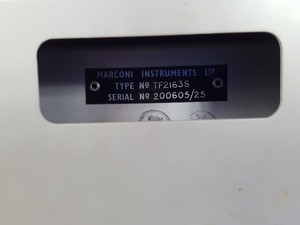 MARCONI INSTRUMENTS LTD
TYPE Nº TF2163S
SERIAL Nº 200605/25